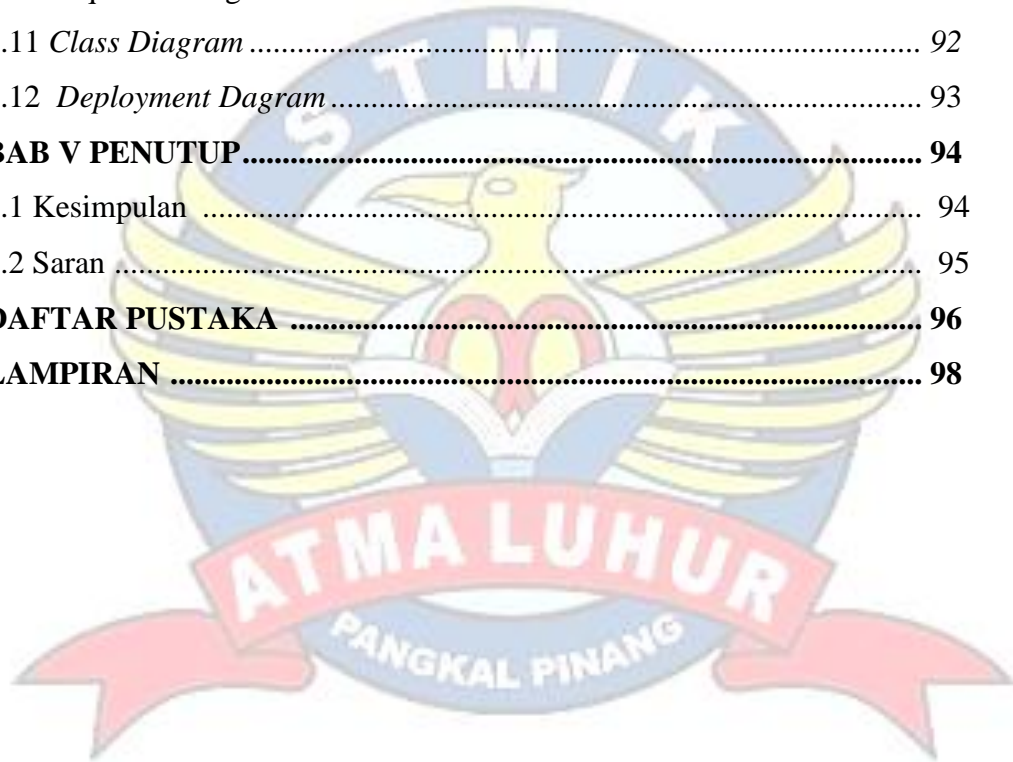 .11 Class Diagram ........................................................................................ 92
.12 Deployment Dagram .............................................................................. 93
BAB V PENUTUP ..................................................................................... 94
.1 Kesimpulan .......................................................................................... 94
.2 Saran ..................................................................................................... 95
DAFTAR PUSTAKA ............................................................................... 96
LAMPIRAN .............................................................................................. 98
STMIK
ATMA LUHUR
PANGKAL PINANG